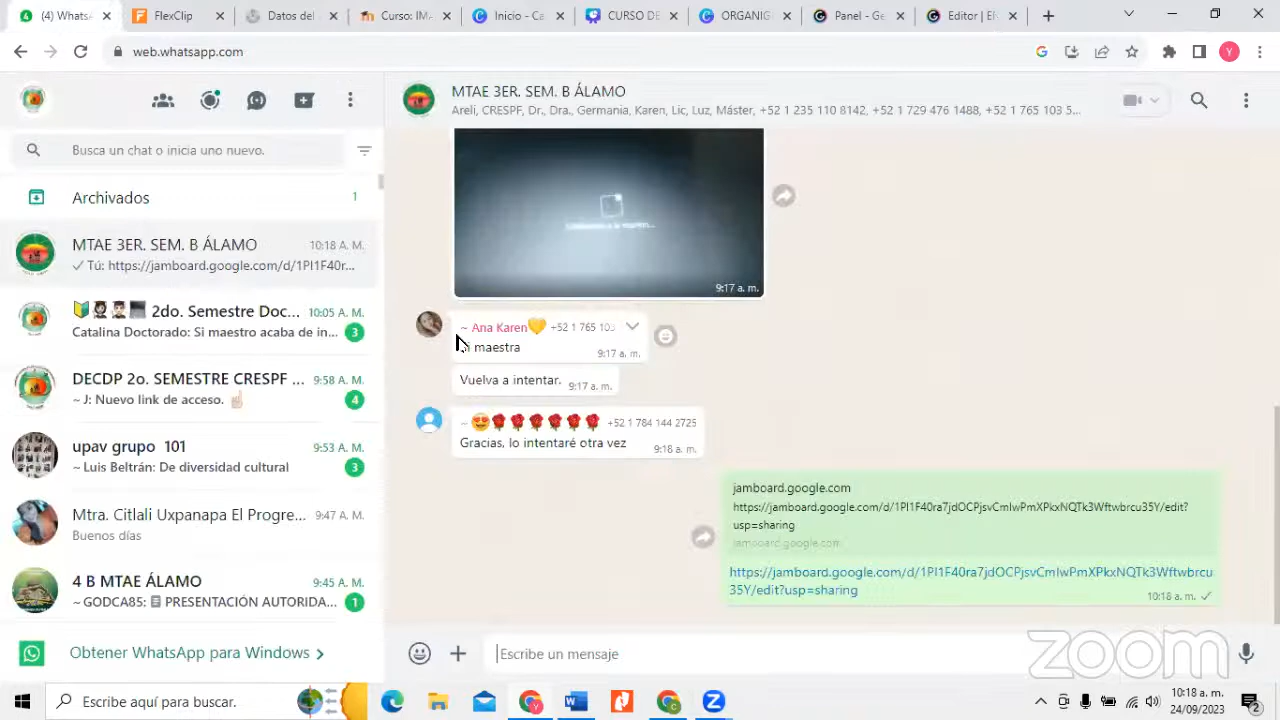 (4) Whats
FlexClip
Datos del
Curso: IM
Inicio - Ca
CURSO DE
ORGANIG
Panel - Ge
Editor | El
web.whatsapp.com
Y
MTAE 3ER. SEM. B ÁLAMO
Areli, CRESPF, Dr., Dra., Germania, Karen, Lic, Luz, Máster, +52 1 235 110 8142, +52 1 729 476 1488, +52 1 765 103 5...
Busca un chat o inicia uno nuevo.
Archivados
1
MTAE 3ER. SEM. B ÁLAMO
10:18 A. M.
Tú: https://jamboard.google.com/d/1PI1F40r...
2do. Semestre Doc...
10:05 A. M.
Catalina Doctorado: Si maestro acaba de in...
3
DECDP 2o. SEMESTRE CRESPF ...
9:58 A. M.
~ J: Nuevo link de acceso.
4
upav grupo 101
9:53 A. M.
~ Luis Beltrán: De diversidad cultural
3
Mtra. Citlali Uxpanapa El Progre...
9:47 A. M.
Buenos días
4 B MTAE ÁLAMO
9:45 A. M.
~ GODCA85: PRESENTACIÓN AUTORIDA...
1
Obtener WhatsApp para Windows
9:17 a. m.
~ Ana Karen +52 1 765 10
maestra
9:17 a. m.
Vuelva a intentar.
9:17 a. m.
~ +52 1 784 144 2725
Gracias, lo intentaré otra vez
9:18 a. m.
jamboard.google.com
https://jamboard.google.com/d/1PI1F40ra7jdOCPjsvCmIwPmXPkxNQTk3Wftwbrcu35Y/edit?
usp=sharing
jamboard.google.com
https://jamboard.google.com/d/1PI1F40ra7jdOCPjsvCmIwPmXPkxNQTk3Wftwbrcu
35Y/edit?usp=sharing
10:18 a. m.
Escribe un mensaje
zoom
Escribe aquí para buscar.
10:18 a. m.
24/09/2023
2